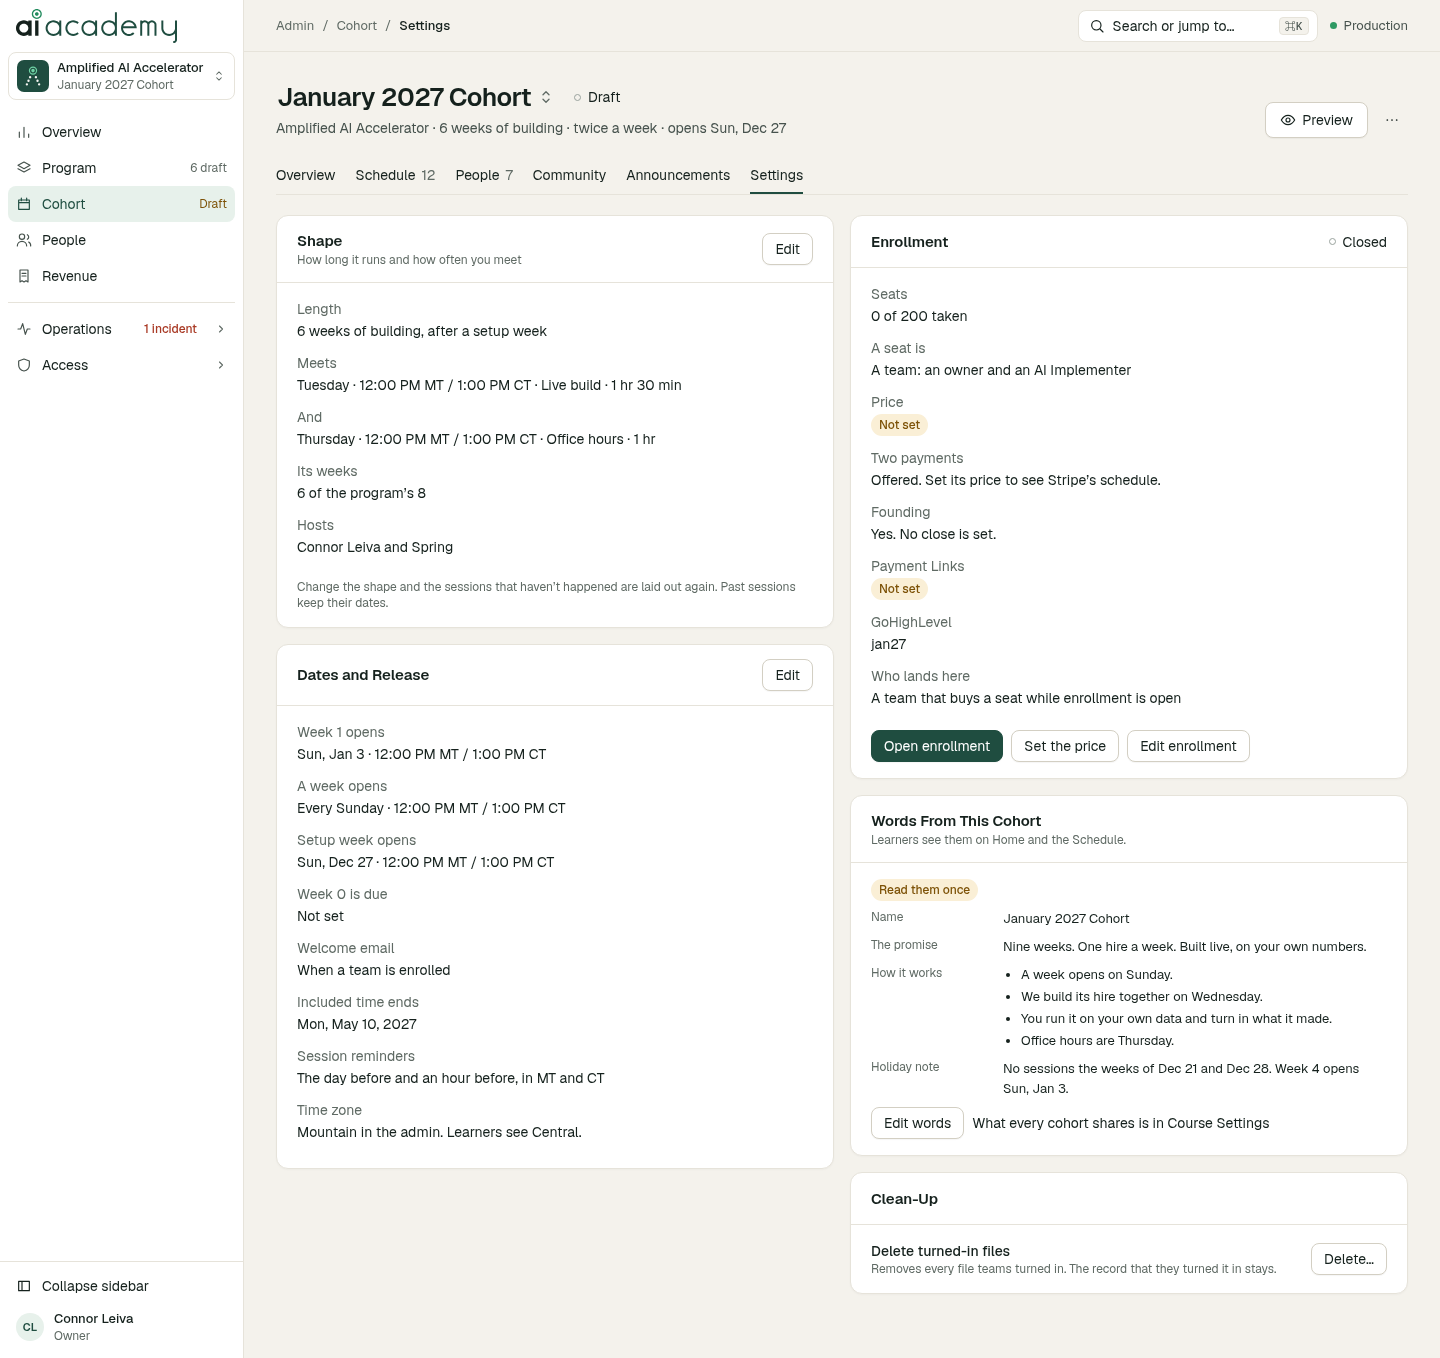 ai academy
Amplified AI Accelerator
January 2027 Cohort
Overview
Program 6 draft
Cohort Draft
People
Revenue
Operations 1 incident
Access
Collapse sidebar
CL
Connor Leiva
Owner
Admin / Cohort / Settings
Search or jump to… ⌘K
Production
January 2027 Cohort
Draft
Amplified AI Accelerator · 6 weeks of building · twice a week · opens Sun, Dec 27
Preview
Overview Schedule 12 People 7 Community Announcements Settings
Shape
How long it runs and how often you meet
Edit
Length
6 weeks of building, after a setup week
Meets
Tuesday · 12:00 PM MT / 1:00 PM CT · Live build · 1 hr 30 min
And
Thursday · 12:00 PM MT / 1:00 PM CT · Office hours · 1 hr
Its weeks
6 of the program’s 8
Hosts
Connor Leiva and Spring
Change the shape and the sessions that haven’t happened are laid out again. Past sessions
keep their dates.
Dates and Release
Edit
Week 1 opens
Sun, Jan 3 · 12:00 PM MT / 1:00 PM CT
A week opens
Every Sunday · 12:00 PM MT / 1:00 PM CT
Setup week opens
Sun, Dec 27 · 12:00 PM MT / 1:00 PM CT
Week 0 is due
Not set
Welcome email
When a team is enrolled
Included time ends
Mon, May 10, 2027
Session reminders
The day before and an hour before, in MT and CT
Time zone
Mountain in the admin. Learners see Central.
Enrollment
Closed
Seats
0 of 200 taken
A seat is
A team: an owner and an AI Implementer
Price
Not set
Two payments
Offered. Set its price to see Stripe’s schedule.
Founding
Yes. No close is set.
Payment Links
Not set
GoHighLevel
jan27
Who lands here
A team that buys a seat while enrollment is open
Open enrollment
Set the price
Edit enrollment
Words From This Cohort
Learners see them on Home and the Schedule.
Read them once
Name January 2027 Cohort
The promise Nine weeks. One hire a week. Built live, on your own numbers.
How it works • A week opens on Sunday.
• We build its hire together on Wednesday.
• You run it on your own data and turn in what it made.
• Office hours are Thursday.
Holiday note No sessions the weeks of Dec 21 and Dec 28. Week 4 opens
Sun, Jan 3.
Edit words What every cohort shares is in Course Settings
Clean-Up
Delete turned-in files
Removes every file teams turned in. The record that they turned it in stays.
Delete…